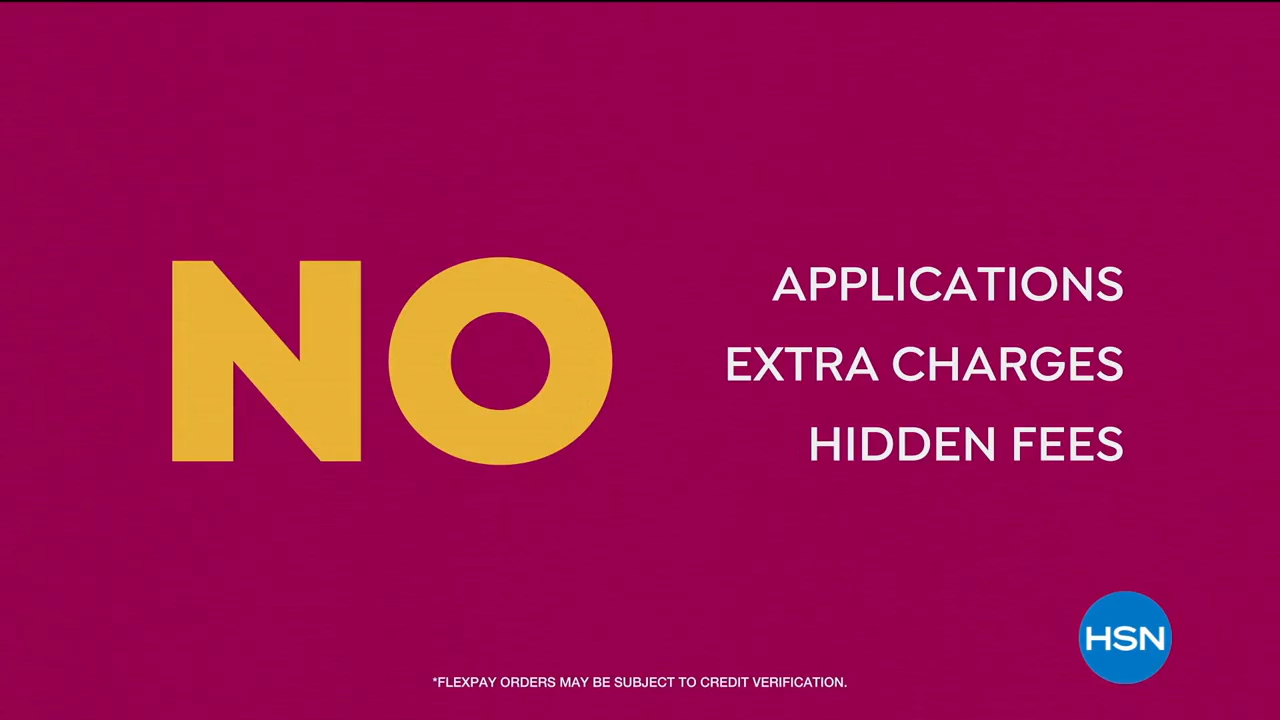 NO
APPLICATIONS
EXTRA CHARGES
HIDDEN FEES
HSN
*FLEXPAY ORDERS MAY BE SUBJECT TO CREDIT VERIFICATION.